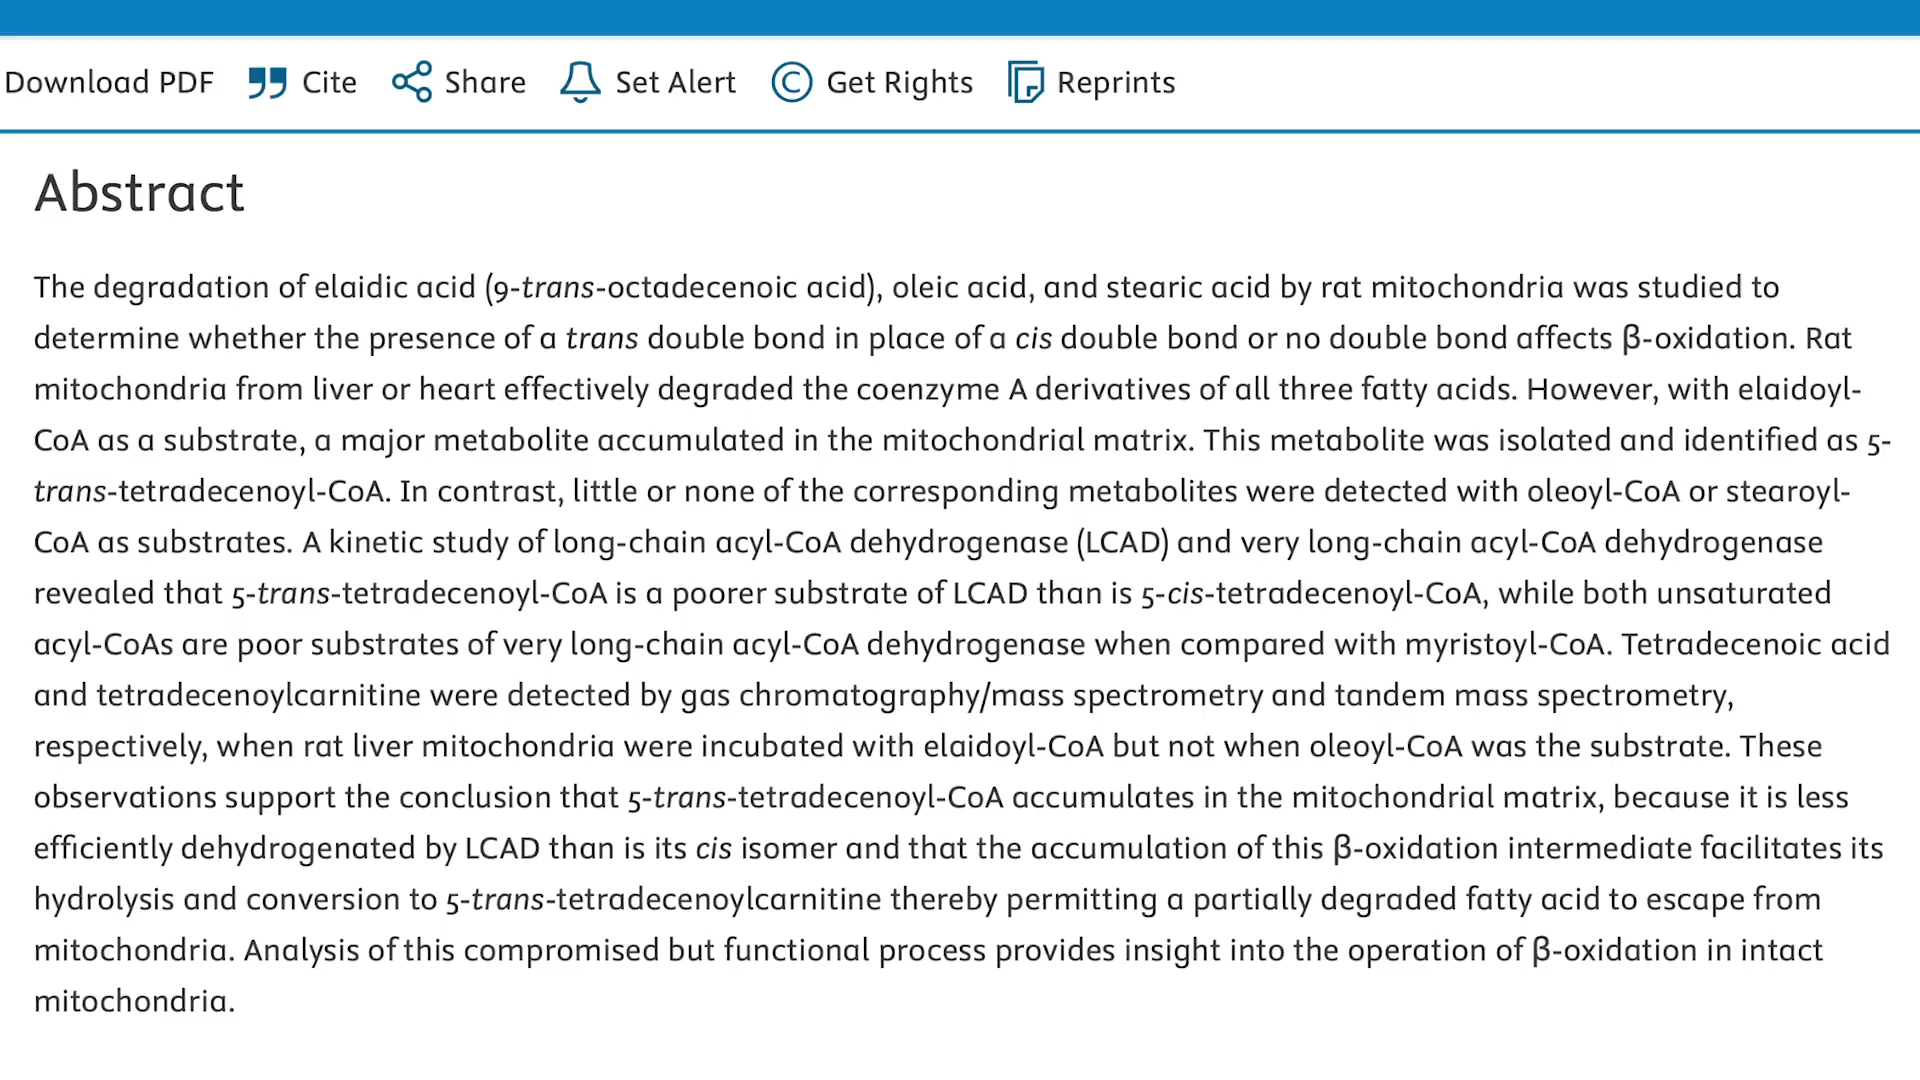 Download PDF Cite Share Set Alert Get Rights Reprints
Abstract
The degradation of elaidic acid (9-trans-octadecenoic acid), oleic acid, and stearic acid by rat mitochondria was studied to
determine whether the presence of a trans double bond in place of a cis double bond or no double bond affects β-oxidation. Rat
mitochondria from liver or heart effectively degraded the coenzyme A derivatives of all three fatty acids. However, with elaidoyl-
CoA as a substrate, a major metabolite accumulated in the mitochondrial matrix. This metabolite was isolated and identified as 5-
trans-tetradecenoyl-CoA. In contrast, little or none of the corresponding metabolites were detected with oleoyl-CoA or stearoyl-
CoA as substrates. A kinetic study of long-chain acyl-CoA dehydrogenase (LCAD) and very long-chain acyl-CoA dehydrogenase
revealed that 5-trans-tetradecenoyl-CoA is a poorer substrate of LCAD than is 5-cis-tetradecenoyl-CoA, while both unsaturated
acyl-CoAs are poor substrates of very long-chain acyl-CoA dehydrogenase when compared with myristoyl-CoA. Tetradecenoic acid
and tetradecenoylcarnitine were detected by gas chromatography/mass spectrometry and tandem mass spectrometry,
respectively, when rat liver mitochondria were incubated with elaidoyl-CoA but not when oleoyl-CoA was the substrate. These
observations support the conclusion that 5-trans-tetradecenoyl-CoA accumulates in the mitochondrial matrix, because it is less
efficiently dehydrogenated by LCAD than is its cis isomer and that the accumulation of this β-oxidation intermediate facilitates its
hydrolysis and conversion to 5-trans-tetradecenoylcarnitine thereby permitting a partially degraded fatty acid to escape from
mitochondria. Analysis of this compromised but functional process provides insight into the operation of β-oxidation in intact
mitochondria.